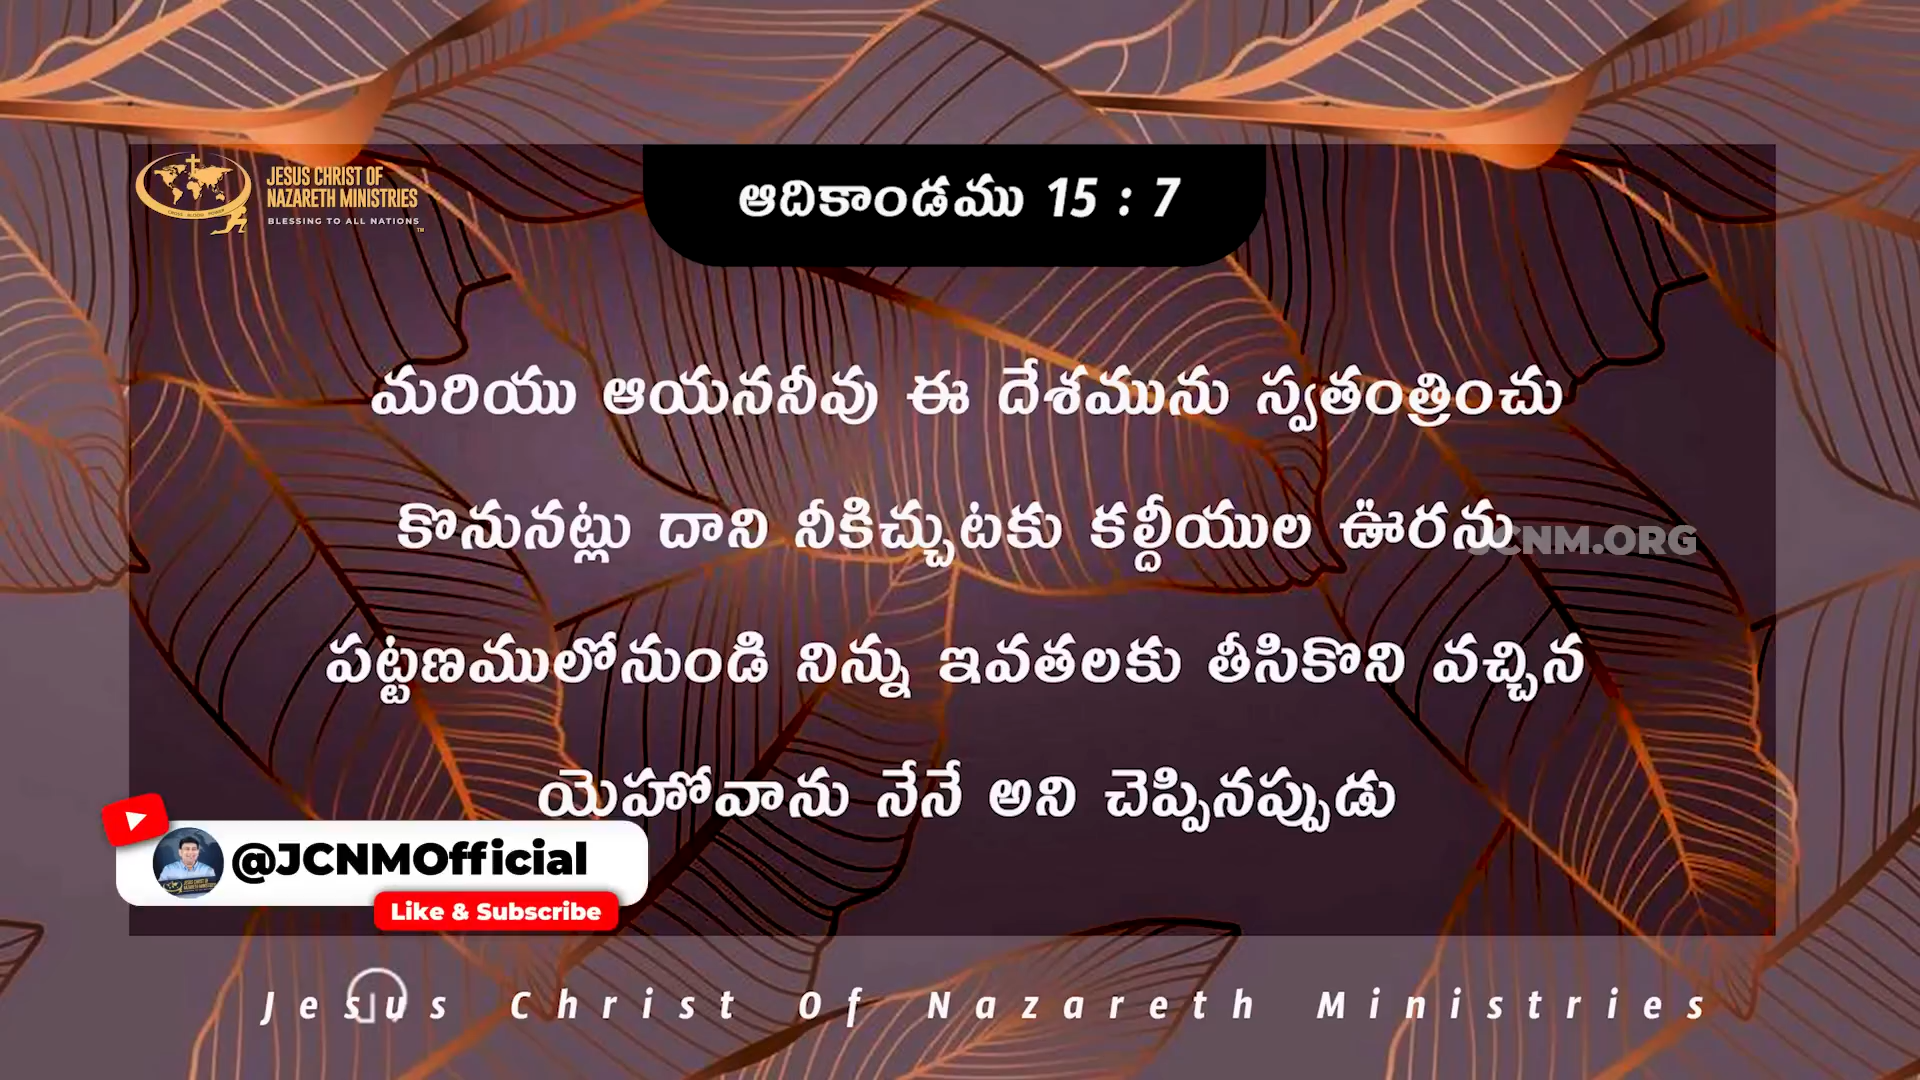 JESUS CHRIST OF
NAZARETH MINISTRIES
BLESSING TO ALL NATIONS
TM
ఆదికాండము 15 : 7
మరియు ఆయననీవు ఈ దేశమును స్వతంత్రించు
కొనునట్లు దాని నీకిచ్చుటకు కల్దీయుల ఊరను
JCNM.ORG
పట్టణములోనుండి నిన్ను ఇవతలకు తీసికొని వచ్చిన
యెహోవాను నేనే అని చెప్పినప్పుడు
@JCNMOfficial
Like & Subscribe
Jesus Christ Of Nazareth Ministries